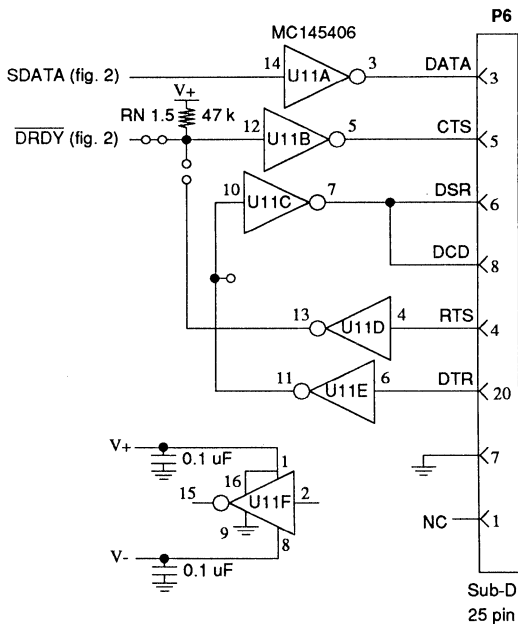 P6
MC145406
SDATA (fig. 2)
14
U11A
3
DATA
3
V+
RN 1.5
47 k
DRDY (fig. 2)
12
U11B
5
CTS
5
10
U11C
7
DSR
6
DCD
8
13
U11D
4
RTS
4
11
U11E
6
DTR
20
7
V+
0.1 uF
1
16
15
U11F
2
9
8
NC
1
V-
0.1 uF
Sub-D
25 pin